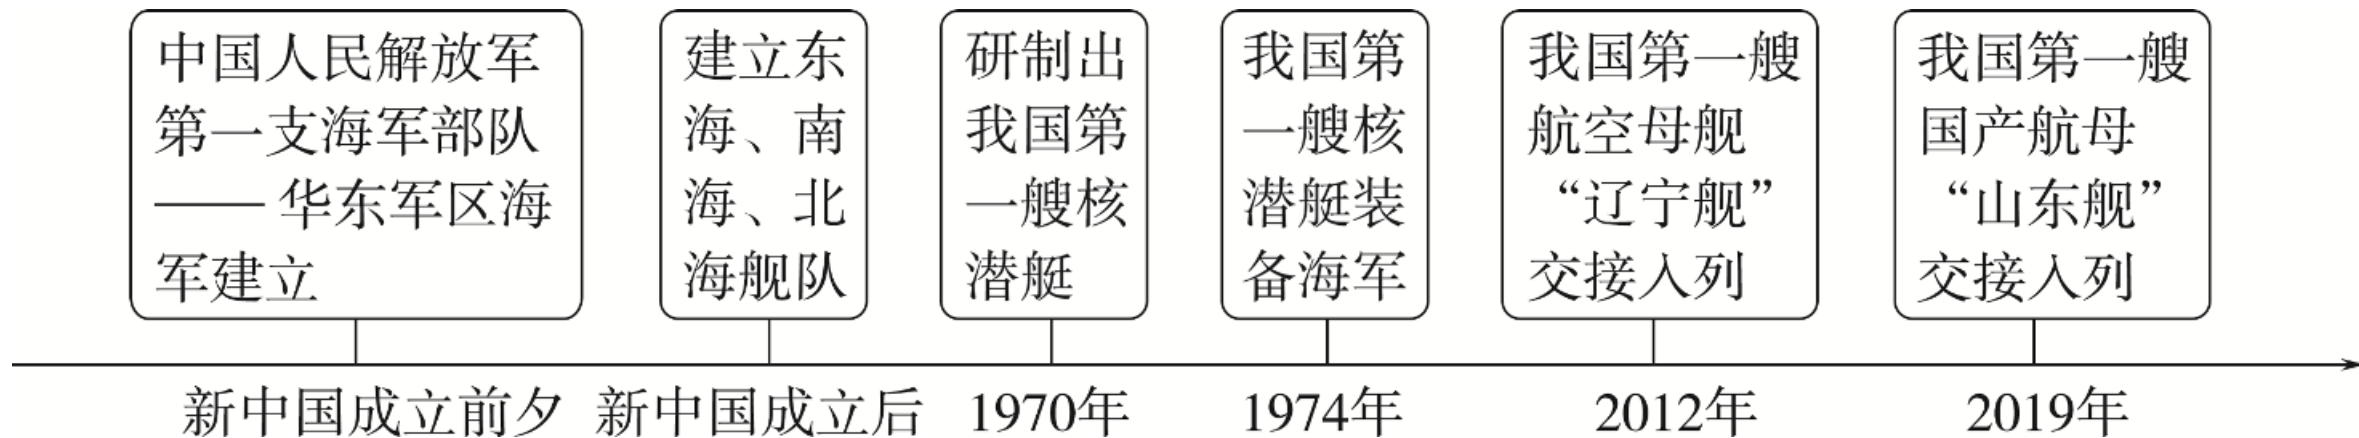 中国人民解放军
第一支海军部队
——华东军区海
军建立
建立东
海、南
海、北
海舰队
研制出
我国第
一艘核
潜艇
我国第
一艘核
潜艇装
备海军
我国第一艘
航空母舰
“辽宁舰”
交接入列
我国第一艘
国产航母
“山东舰”
交接入列
新中国成立前夕
新中国成立后
1970年
1974年
2012年
2019年